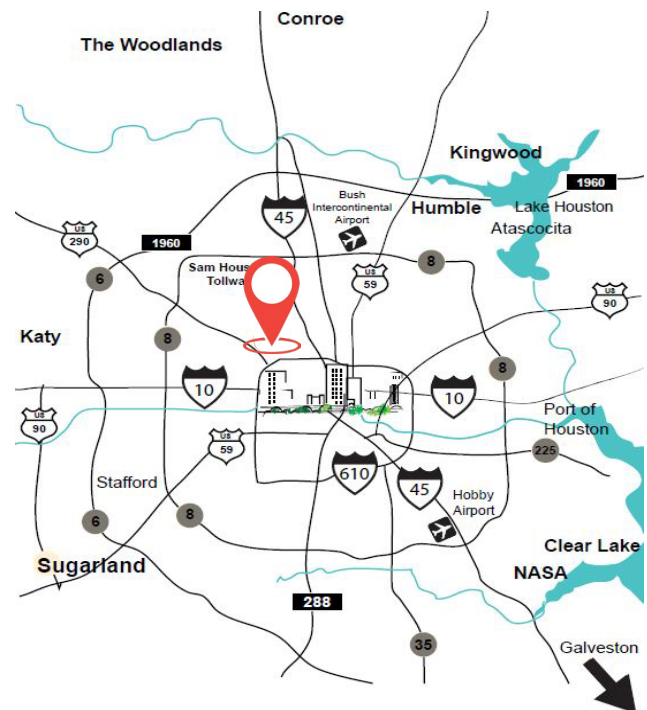 Conroe
The Woodlands
Kingwood
1960
Bush
Intercontinental
Airport
Humble
Lake Houston
Atascocita
45
US
290
1960
6
Sam Hous
Tollwa
8
US
59
US
90
Katy
8
8
10
10
Port of
Houston
US
90
US
59
225
610
Stafford
45
Hobby
Airport
6
8
Clear Lake
Sugarland
NASA
288
35
Galveston